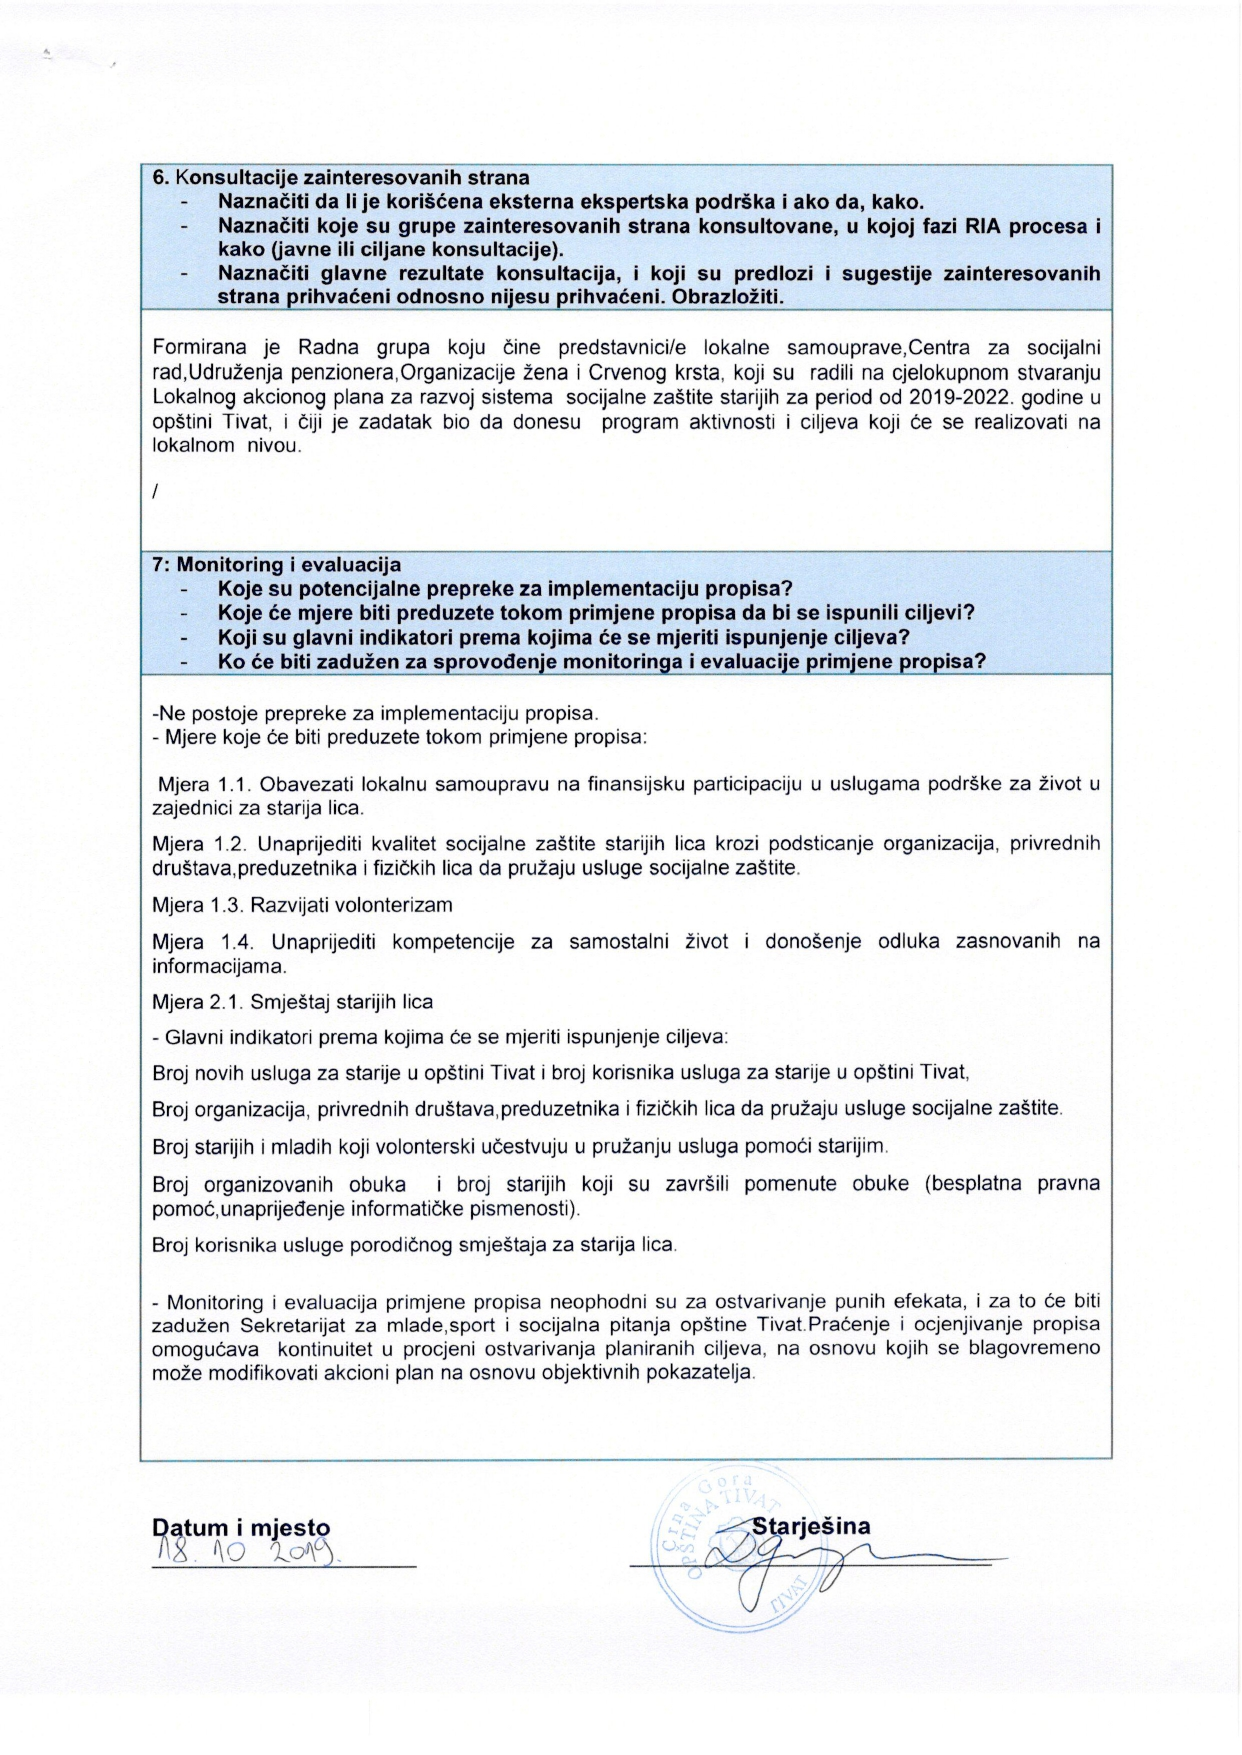 6. Konsultacije zainteresovanih strana
- Naznačiti da li je korišćena eksterna ekspertska podrška i ako da, kako.
- Naznačiti koje su grupe zainteresovanih strana konsultovane, u kojoj fazi RIA procesa i
kako (javne ili ciljane konsultacije).
- Naznačiti glavne rezultate konsultacija, i koji su predlozi i sugestije zainteresovanih
strana prihvaćeni odnosno nijesu prihvaćeni. Obrazložiti.
Formirana je Radna grupa koju čine predstavnici/e lokalne samouprave,Centra za socijalni
rad,Udruženja penzionera,Organizacije žena i Crvenog krsta, koji su radili na cjelokupnom stvaranju
Lokalnog akcionog plana za razvoj sistema socijalne zaštite starijih za period od 2019-2022. godine u
opštini Tivat, i čiji je zadatak bio da donesu program aktivnosti i ciljeva koji će se realizovati na
lokalnom nivou.
/
7: Monitoring i evaluacija
- Koje su potencijalne prepreke za implementaciju propisa?
- Koje će mjere biti preduzete tokom primjene propisa da bi se ispunili ciljevi?
- Koji su glavni indikatori prema kojima će se mjeriti ispunjenje ciljeva?
- Ko će biti zadužen za sprovođenje monitoringa i evaluacije primjene propisa?
-Ne postoje prepreke za implementaciju propisa.
- Mjere koje će biti preduzete tokom primjene propisa:
Mjera 1.1. Obavezati lokalnu samoupravu na finansijsku participaciju u uslugama podrške za život u
zajednici za starija lica.
Mjera 1.2. Unaprijediti kvalitet socijalne zaštite starijih lica krozi podsticanje organizacija, privrednih
društava,preduzetnika i fizičkih lica da pružaju usluge socijalne zaštite.
Mjera 1.3. Razvijati volonterizam
Mjera 1.4. Unaprijediti kompetencije za samostalni život i donošenje odluka zasnovanih na
informacijama.
Mjera 2.1. Smještaj starijih lica
- Glavni indikatori prema kojima će se mjeriti ispunjenje ciljeva:
Broj novih usluga za starije u opštini Tivat i broj korisnika usluga za starije u opštini Tivat,
Broj organizacija, privrednih društava,preduzetnika i fizičkih lica da pružaju usluge socijalne zaštite.
Broj starijih i mladih koji volonterski učestvuju u pružanju usluga pomoći starijim.
Broj organizovanih obuka i broj starijih koji su završili pomenute obuke (besplatna pravna
pomoć,unaprijeđenje informatičke pismenosti).
Broj korisnika usluge porodičnog smještaja za starija lica.
- Monitoring i evaluacija primjene propisa neophodni su za ostvarivanje punih efekata, i za to će biti
zadužen Sekretarijat za mlade,sport i socijalna pitanja opštine Tivat.Praćenje i ocjenjivanje propisa
omogućava kontinuitet u procjeni ostvarivanja planiranih ciljeva, na osnovu kojih se blagovremeno
može modifikovati akcioni plan na osnovu objektivnih pokazatelja.
Datum i mjesto
18. 10 2019.
Starješina
Crna Gora
OPŠTINA TIVAT
TIVAT